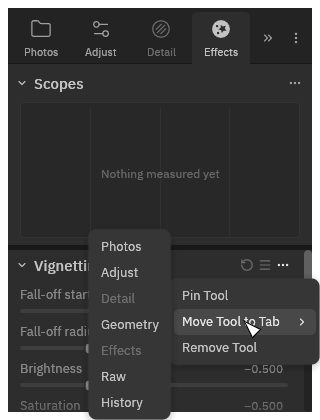 Photos Adjust Detail Effects
Scopes
Nothing measured yet
Vignetti
Fall-off star
Fall-off radi
Brightness −0.500
Saturation −0.500
Photos
Adjust
Detail
Geometry
Effects
Raw
History
Pin Tool
Move Tool to Tab
Remove Tool